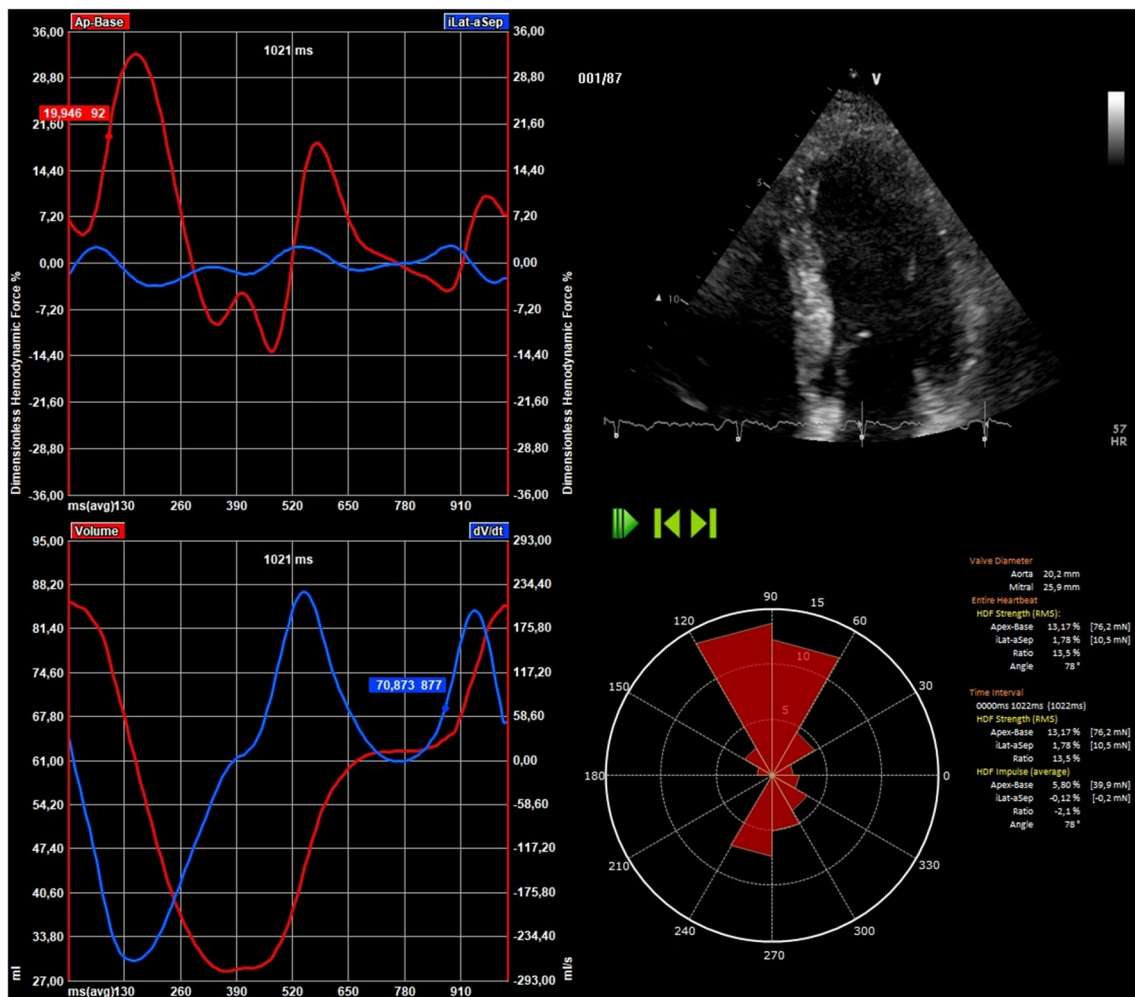 Ap-Base
iLat-aSep
36,00
28,80
21,60
14,40
7,20
0,00
-7,20
-14,40
-21,60
-28,80
-36,00
Dimensionless Hemodynamic Force %
1021 ms
19,946 92
36,00
28,80
21,60
14,40
7,20
0,00
-7,20
-14,40
-21,60
-28,80
-36,00
Dimensionless Hemodynamic Force %
ms(avg) 130 260 390 520 650 780 910
001/87
V
5
10
57
HR
Volume
dV/dt
95,00
88,20
81,40
74,60
67,80
61,00
54,20
47,40
40,60
33,80
27,00
ml
1021 ms
70,873 877
293,00
234,40
175,80
117,20
58,60
0,00
-58,60
-117,20
-175,80
-234,40
-293,00
ml/s
ms(avg) 130 260 390 520 650 780 910
90
15
120
60
10
150
30
5
180
0
210
330
240
300
270
Valve Diameter
Aorta 20,2 mm
Mitral 25,9 mm
Entire Heartbeat
HDF Strength (RMS):
Apex-Base 13,17 % [76,2 mN]
iLat-aSep 1,78 % [10,5 mN]
Ratio 13,5 %
Angle 78 °
Time Interval
0000ms 1022ms (1022ms)
HDF Strength (RMS)
Apex-Base 13,17 % [76,2 mN]
iLat-aSep 1,78 % [10,5 mN]
Ratio 13,5 %
HDF Impulse (average)
Apex-Base 5,80 % [39,9 mN]
iLat-aSep -0,12 % [-0,2 mN]
Ratio -2,1 %
Angle 78 °